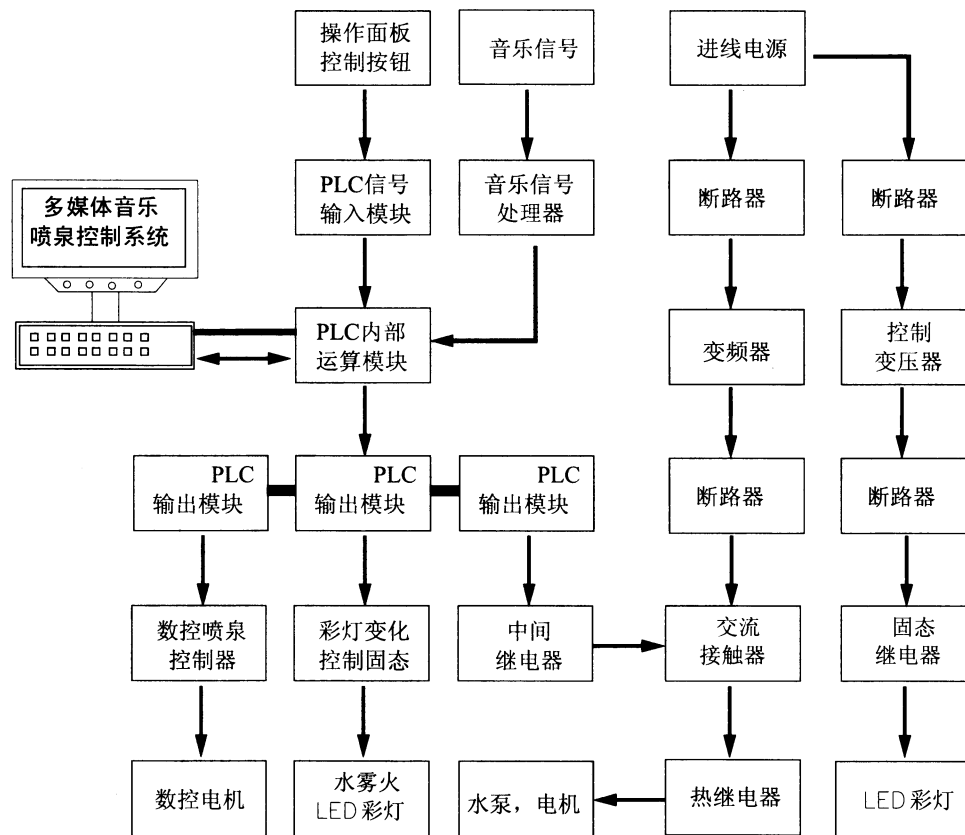 操作面板
控制按钮
音乐信号
进线电源
PLC信号
输入模块
音乐信号
处理器
断路器
断路器
多媒体音乐
喷泉控制系统
PLC内部
运算模块
变频器
控制
变压器
PLC
输出模块
PLC
输出模块
PLC
输出模块
断路器
断路器
数控喷泉
控制器
彩灯变化
控制固态
中间
继电器
交流
接触器
固态
继电器
数控电机
水雾火
LED彩灯
水泵，电机
热继电器
LED彩灯